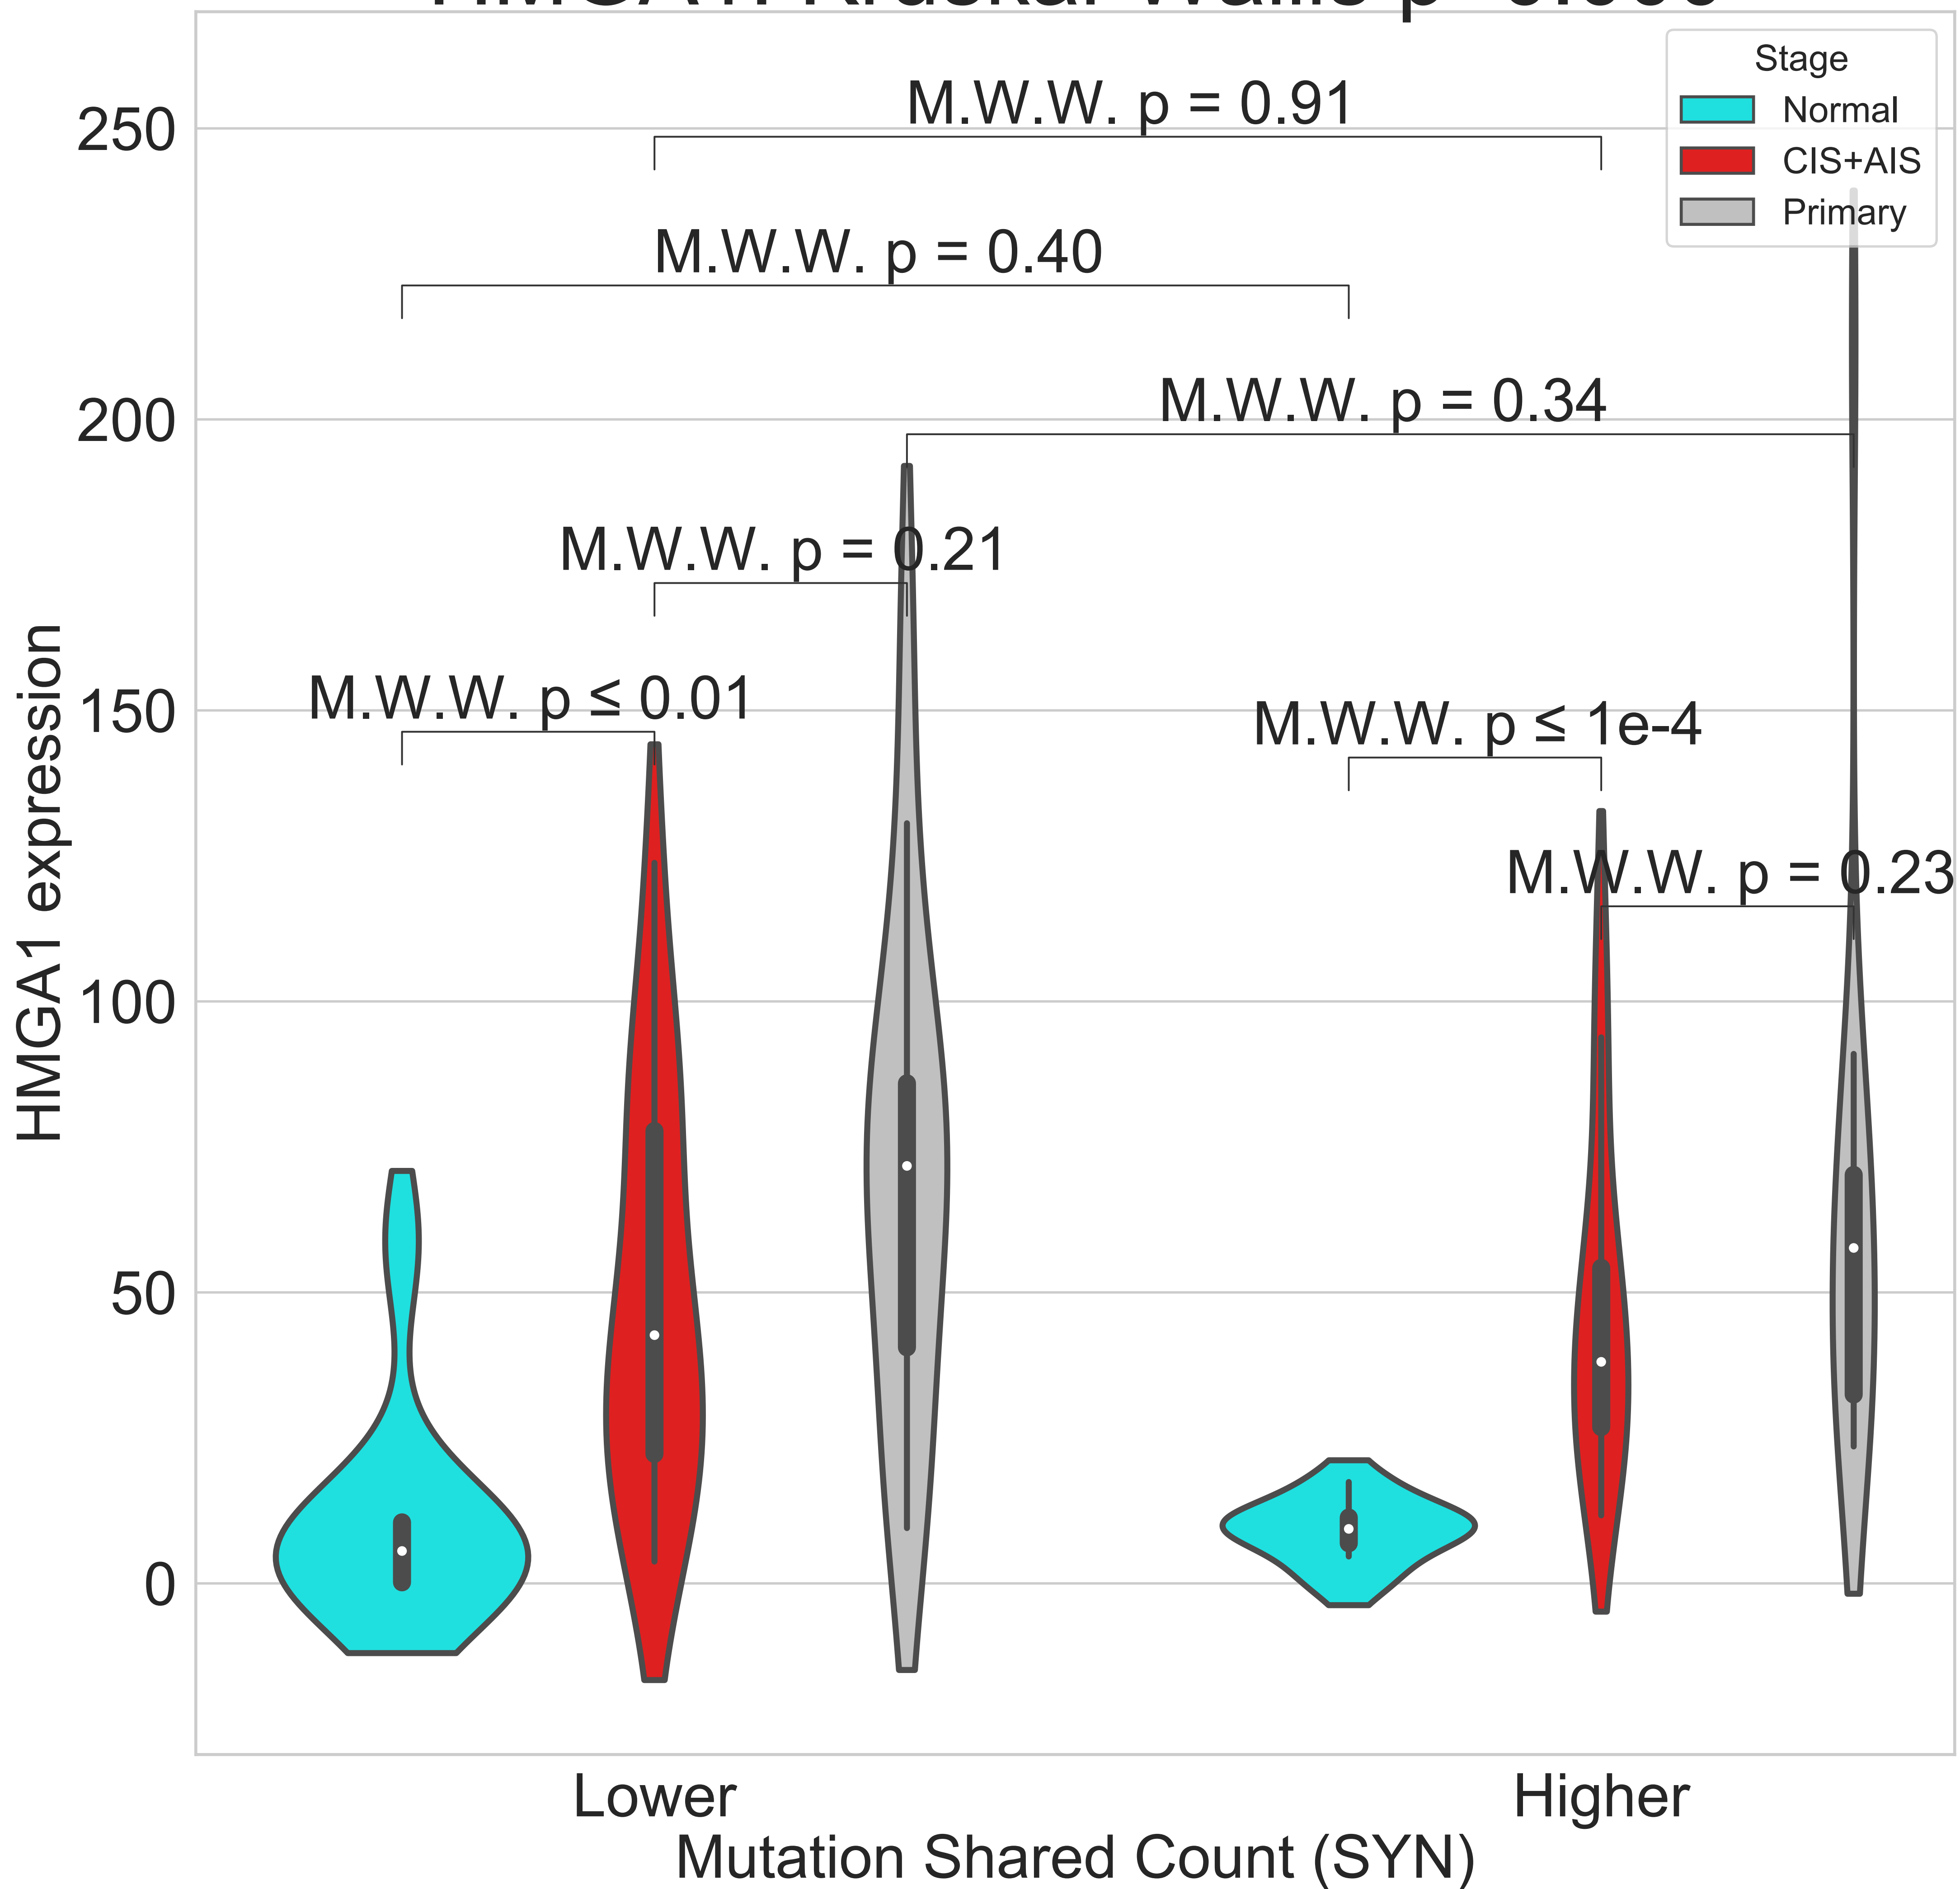 Stage
Normal
CIS+AIS
Primary
M.W.W. p = 0.91
M.W.W. p = 0.40
M.W.W. p = 0.34
M.W.W. p = 0.21
M.W.W. p ≤ 0.01
M.W.W. p ≤ 1e-4
M.W.W. p = 0.23
250
200
150
100
50
0
HMGA1 expression
Lower
Higher
Mutation Shared Count (SYN)